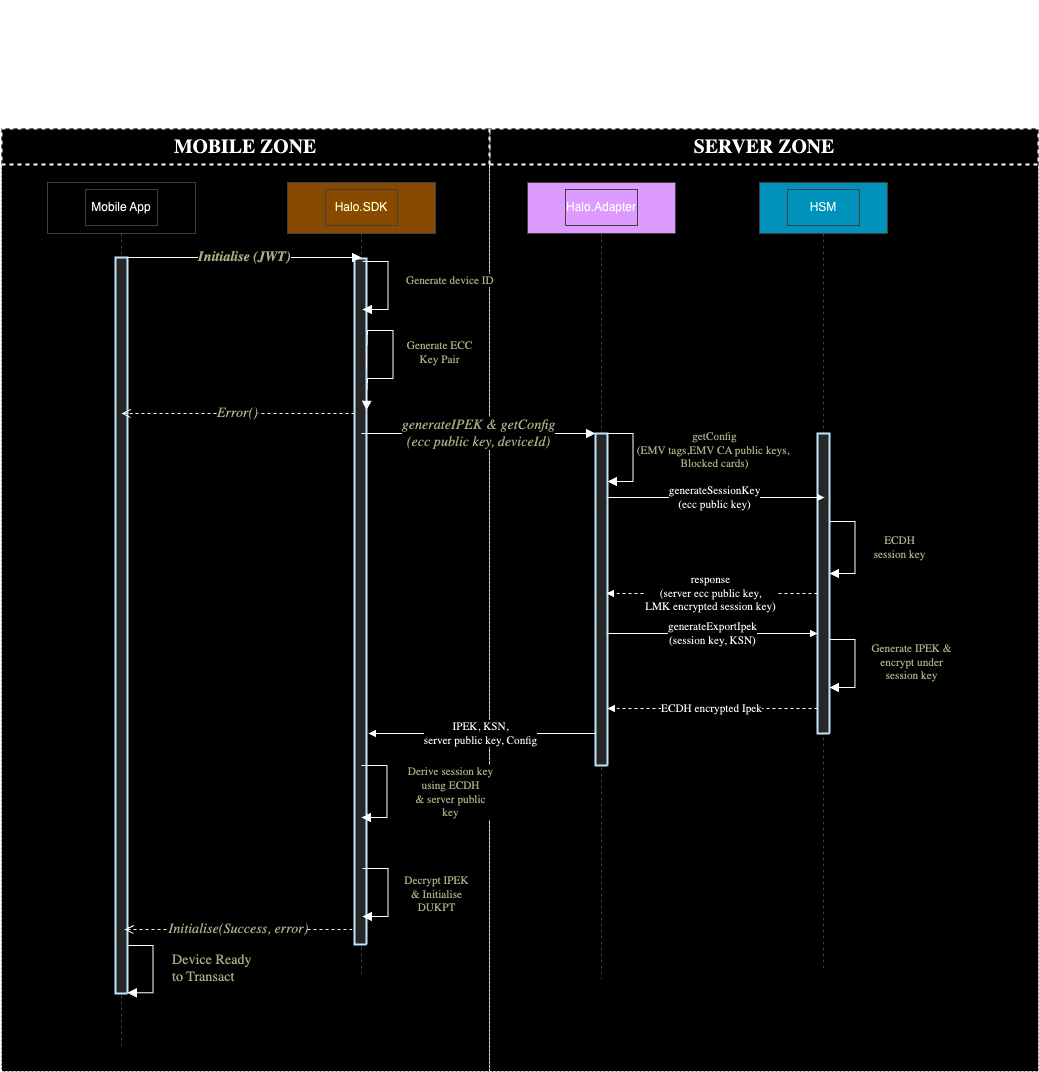 MOBILE ZONE
SERVER ZONE
Mobile App
Halo.SDK
Halo.Adapter
HSM
Initialise (JWT)
Generate device ID
Generate ECC
Key Pair
Error()
generateIPEK & getConfig
(ecc public key, deviceId)
getConfig
(EMV tags,EMV CA public keys,
Blocked cards)
generateSessionKey
(ecc public key)
ECDH
session key
response
(server ecc public key,
LMK encrypted session key)
generateExportIpek
(session key, KSN)
Generate IPEK &
encrypt under
session key
ECDH encrypted Ipek
IPEK, KSN,
server public key, Config
Derive session key
using ECDH
& server public
key
Decrypt IPEK
& Initialise
DUKPT
Initialise(Success, error)
Device Ready
to Transact